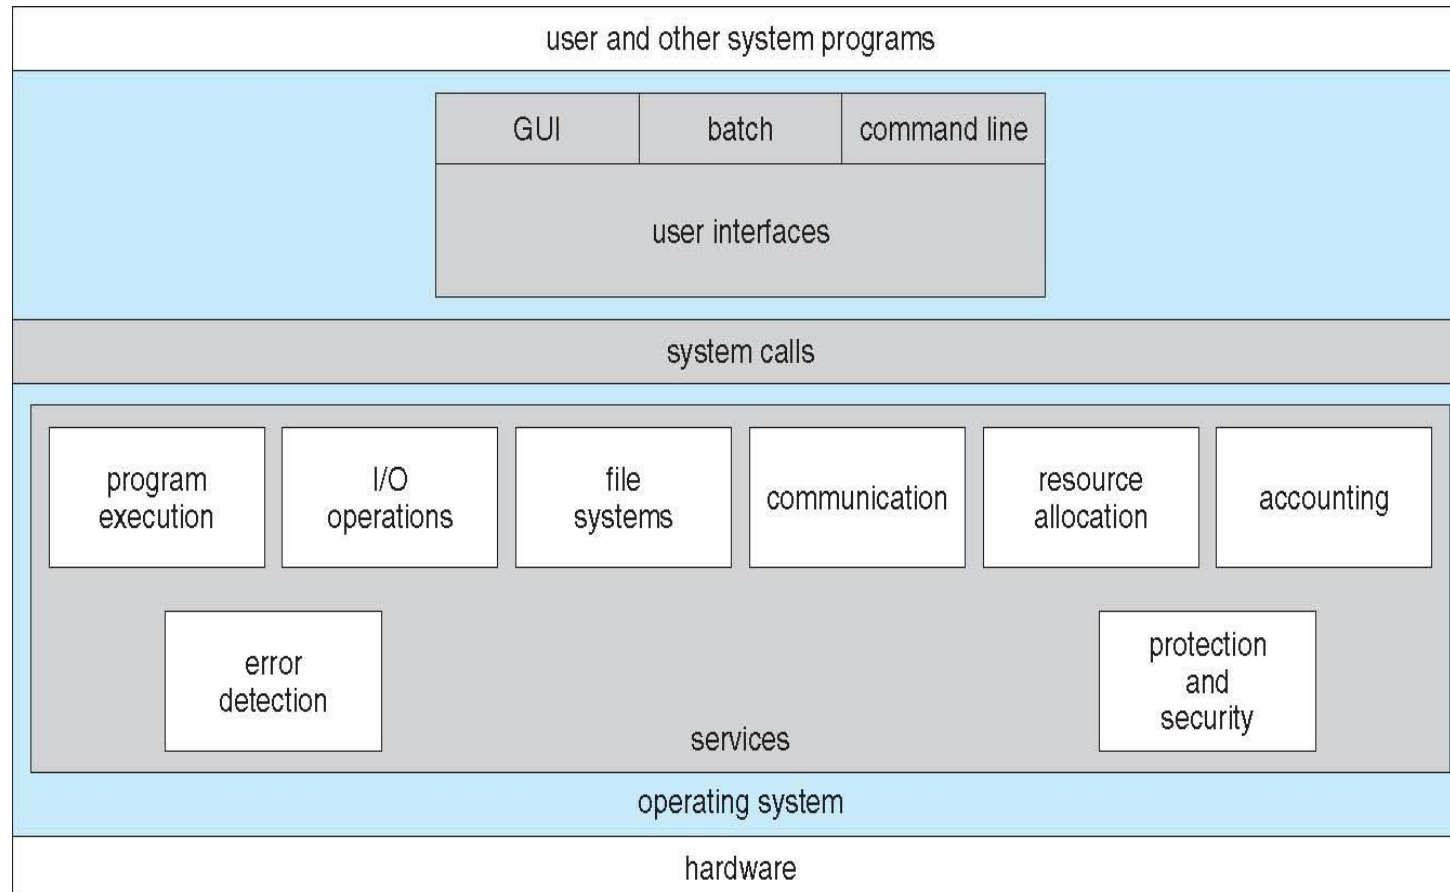 user and other system programs
GUI
batch
command line
user interfaces
system calls
program
execution
I/O
operations
file
systems
communication
resource
allocation
accounting
error
detection
protection
and
security
services
operating system
hardware